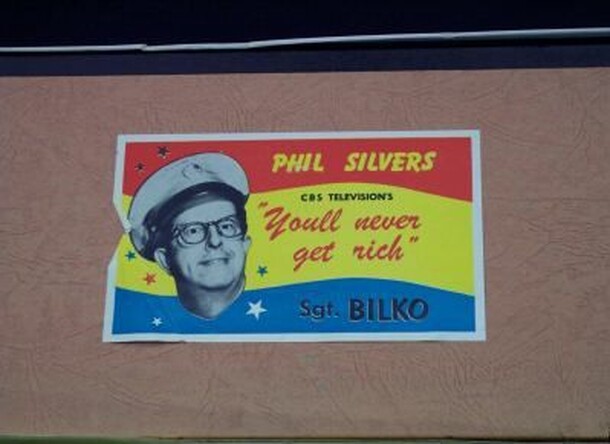 PHIL SILVERS
CBS TELEVISION'S
"Youll never
get rich"
Sgt. BILKO